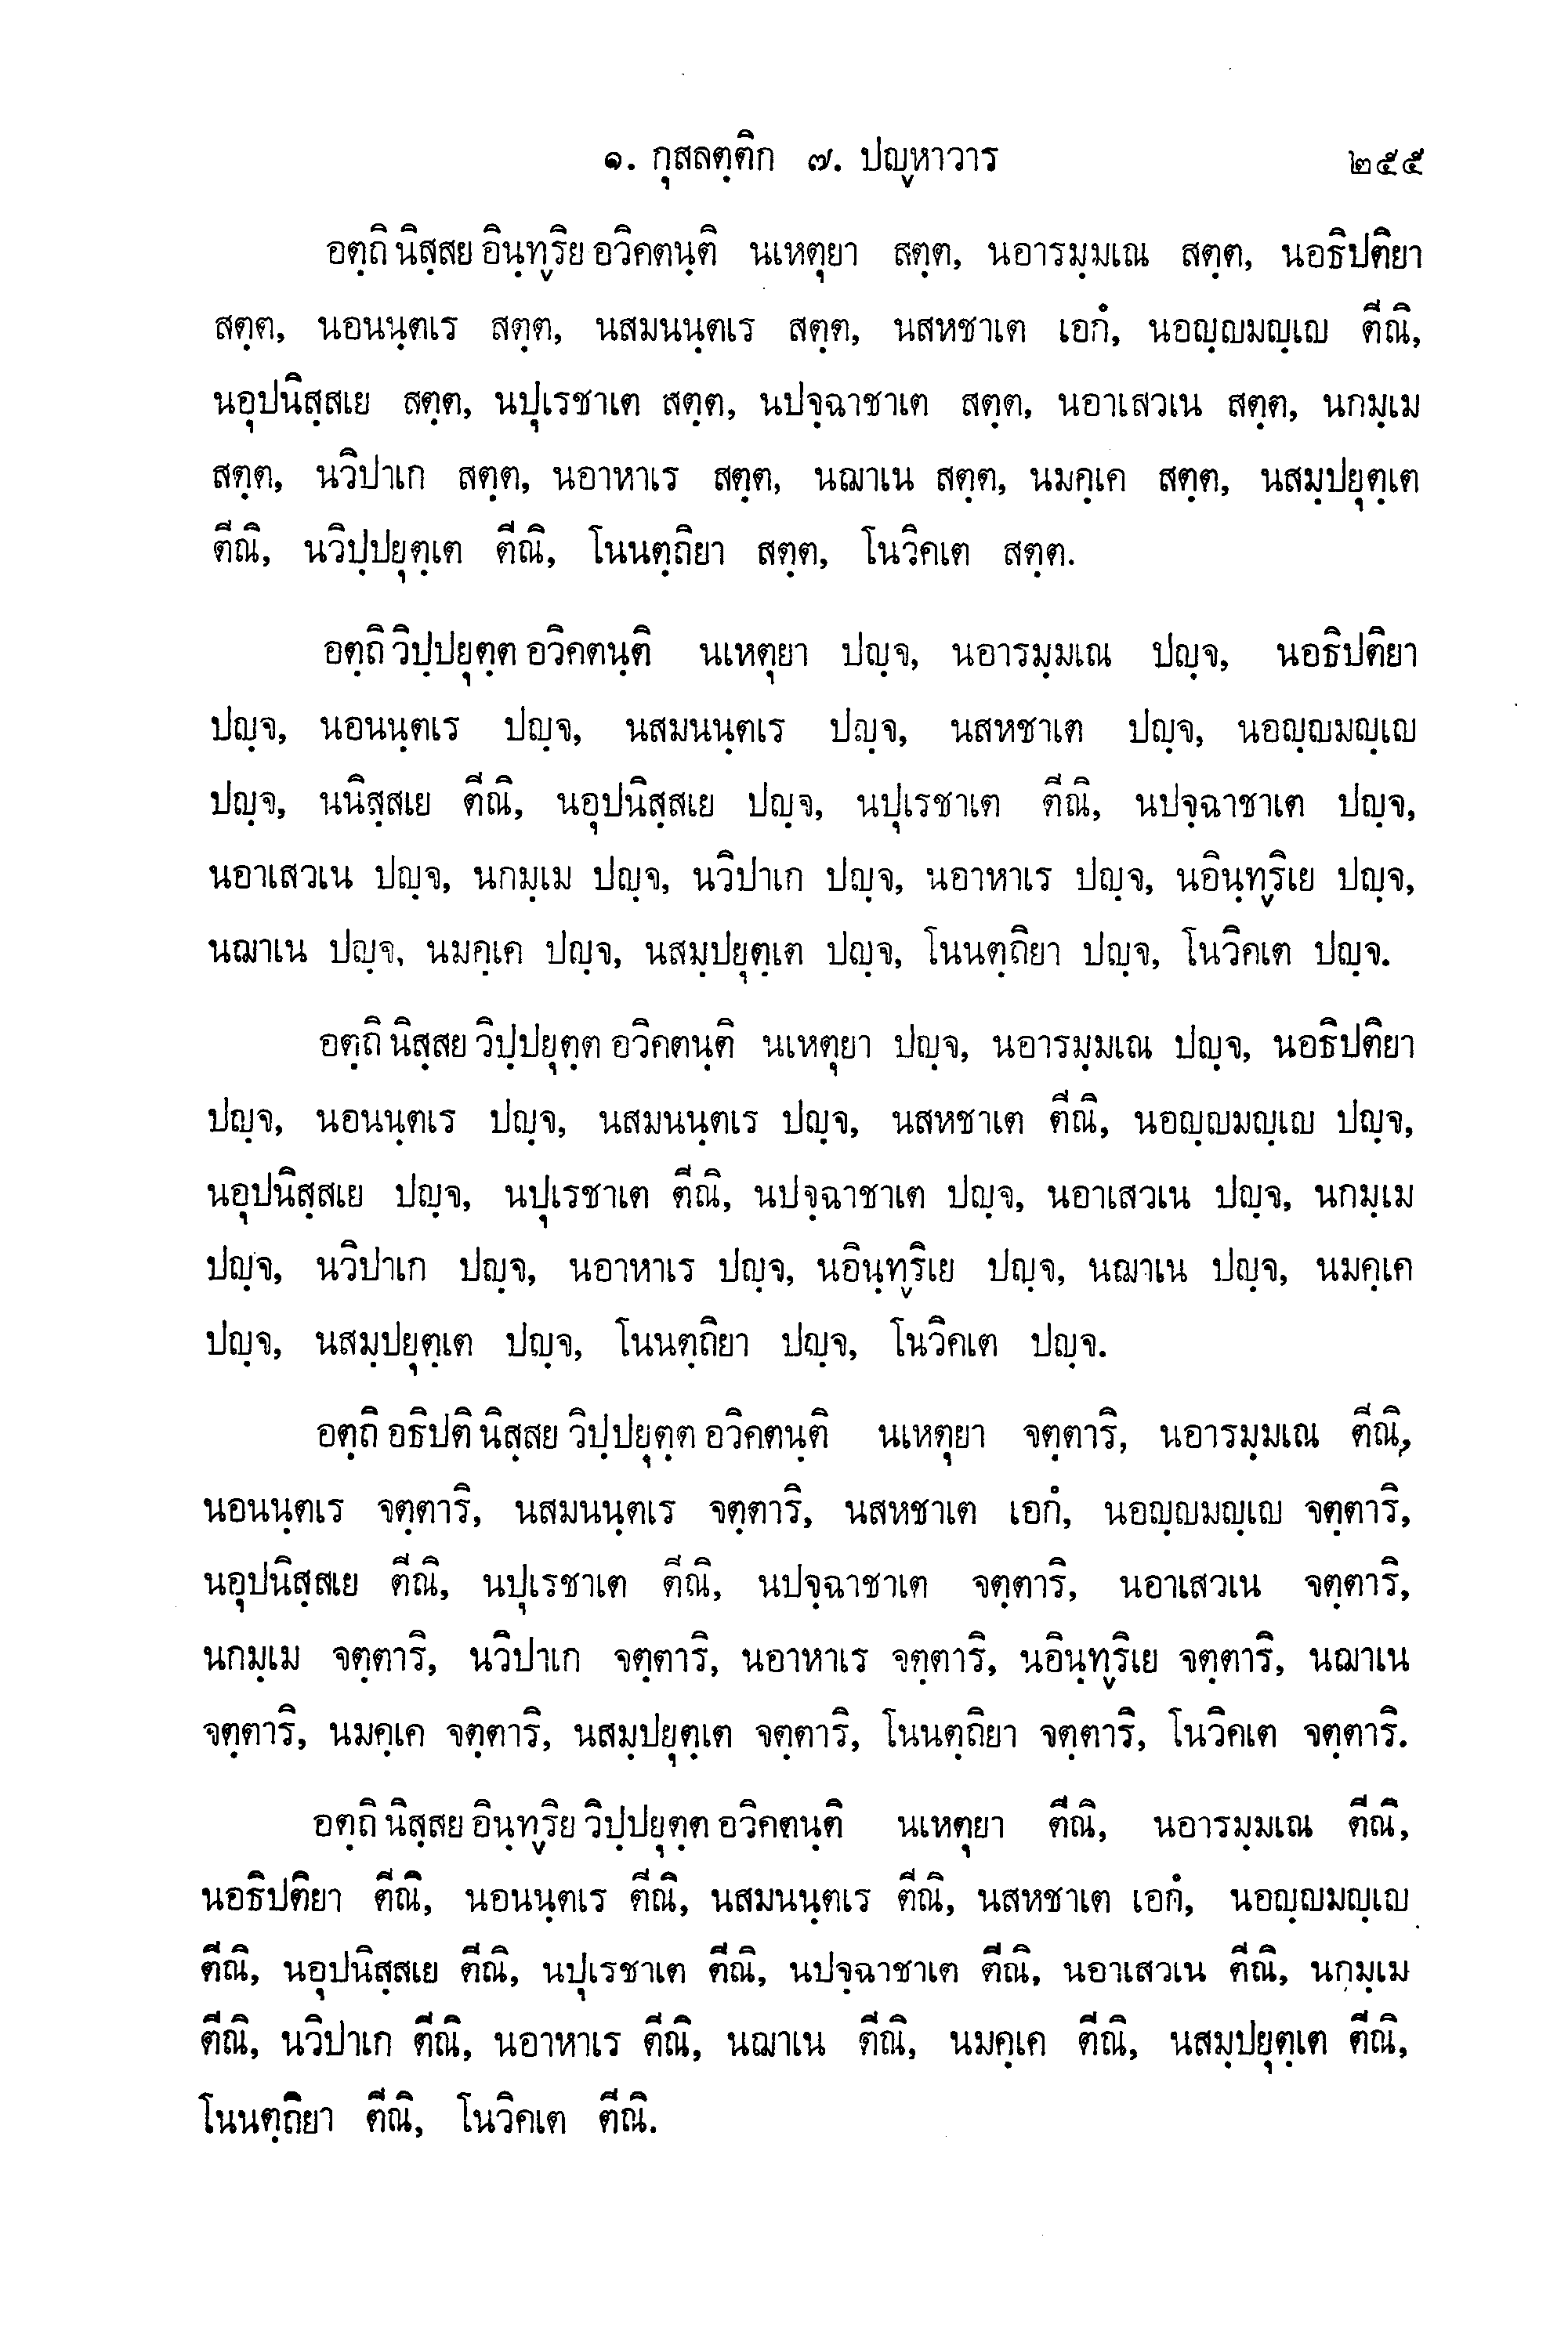 ๑. กุสลตฺติก ๗. ปญฺหาวาร ๒๕๕
อตฺถิ นิสฺสย อินฺทฺริย อวิคตนฺติ นเหตุยา สตฺต, นอารมฺมเณ สตฺต, นอธิปติยา
สตฺต, นอนนฺตเร สตฺต, นสมนนฺตเร สตฺต, นสหชาเต เอกํ, นอญฺญมญฺเญ ตีณิ,
นอุปนิสฺสเย สตฺต, นปุเรชาเต สตฺต, นปจฺฉาชาเต สตฺต, นอาเสวเน สตฺต, นกมฺเม
สตฺต, นวิปาเก สตฺต, นอาหาเร สตฺต, นฌาเน สตฺต, นมคฺเค สตฺต, นสมฺปยุตฺเต
ตีณิ, นวิปฺปยุตฺเต ตีณิ, โนนตฺถิยา สตฺต, โนวิคเต สตฺต.
อตฺถิ วิปฺปยุตฺต อวิคตนฺติ นเหตุยา ปญฺจ, นอารมฺมเณ ปญฺจ, นอธิปติยา
ปญฺจ, นอนนฺตเร ปญฺจ, นสมนนฺตเร ปญฺจ, นสหชาเต ปญฺจ, นอญฺญมญฺเญ
ปญฺจ, นนิสฺสเย ตีณิ, นอุปนิสฺสเย ปญฺจ, นปุเรชาเต ตีณิ, นปจฺฉาชาเต ปญฺจ,
นอาเสวเน ปญฺจ, นกมฺเม ปญฺจ, นวิปาเก ปญฺจ, นอาหาเร ปญฺจ, นอินฺทฺริเย ปญฺจ,
นฌาเน ปญฺจ, นมคฺเค ปญฺจ, นสมฺปยุตฺเต ปญฺจ, โนนตฺถิยา ปญฺจ, โนวิคเต ปญฺจ.
อตฺถิ นิสฺสย วิปฺปยุตฺต อวิคตนฺติ นเหตุยา ปญฺจ, นอารมฺมเณ ปญฺจ, นอธิปติยา
ปญฺจ, นอนนฺตเร ปญฺจ, นสมนนฺตเร ปญฺจ, นสหชาเต ตีณิ, นอญฺญมญฺเญ ปญฺจ,
นอุปนิสฺสเย ปญฺจ, นปุเรชาเต ตีณิ, นปจฺฉาชาเต ปญฺจ, นอาเสวเน ปญฺจ, นกมฺเม
ปญฺจ, นวิปาเก ปญฺจ, นอาหาเร ปญฺจ, นอินฺทฺริเย ปญฺจ, นฌาเน ปญฺจ, นมคฺเค
ปญฺจ, นสมฺปยุตฺเต ปญฺจ, โนนตฺถิยา ปญฺจ, โนวิคเต ปญฺจ.
อตฺถิ อธิปติ นิสฺสย วิปฺปยุตฺต อวิคตนฺติ นเหตุยา จตฺตาริ, นอารมฺมเณ ตีณิ,
นอนนฺตเร จตฺตาริ, นสมนนฺตเร จตฺตาริ, นสหชาเต เอกํ, นอญฺญมญฺเญ จตฺตาริ,
นอุปนิสฺสเย ตีณิ, นปุเรชาเต ตีณิ, นปจฺฉาชาเต จตฺตาริ, นอาเสวเน จตฺตาริ,
นกมฺเม จตฺตาริ, นวิปาเก จตฺตาริ, นอาหาเร จตฺตาริ, นอินฺทฺริเย จตฺตาริ, นฌาเน
จตฺตาริ, นมคฺเค จตฺตาริ, นสมฺปยุตฺเต จตฺตาริ, โนนตฺถิยา จตฺตาริ, โนวิคเต จตฺตาริ.
อตฺถิ นิสฺสย อินฺทฺริย วิปฺปยุตฺต อวิคตนฺติ นเหตุยา ตีณิ, นอารมฺมเณ ตีณิ,
นอธิปติยา ตีณิ, นอนนฺตเร ตีณิ, นสมนนฺตเร ตีณิ, นสหชาเต เอกํ, นอญฺญมญฺเญ
ตีณิ, นอุปนิสฺสเย ตีณิ, นปุเรชาเต ตีณิ, นปจฺฉาชาเต ตีณิ, นอาเสวเน ตีณิ, นกมฺเม
ตีณิ, นวิปาเก ตีณิ, นอาหาเร ตีณิ, นฌาเน ตีณิ, นมคฺเค ตีณิ, นสมฺปยุตฺเต ตีณิ,
โนนตฺถิยา ตีณิ, โนวิคเต ตีณิ.